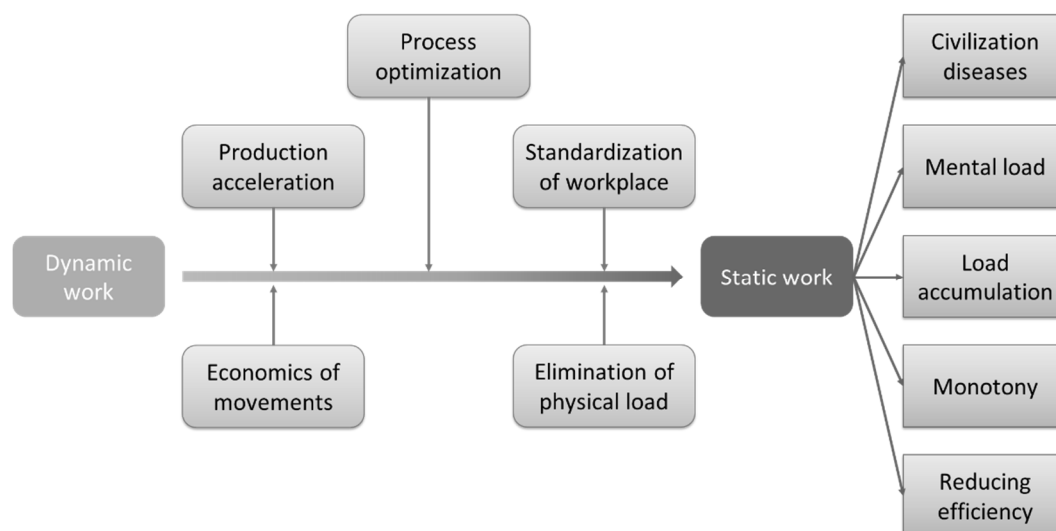 Process
optimization
Production
acceleration
Standardization
of workplace
Dynamic
work
Static work
Economics of
movements
Elimination of
physical load
Civilization
diseases
Mental load
Load
accumulation
Monotony
Reducing
efficiency